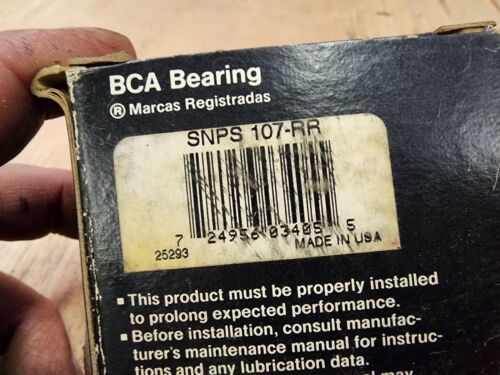 BCA Bearing
® Marcas Registradas
SNPS 107-RR
7 24956 03405 5
25293 MADE IN USA
▪ This product must be properly installed
to prolong expected performance.
▪ Before installation, consult manufac-
turer's maintenance manual for instruc-
tions and any lubrication data.
may